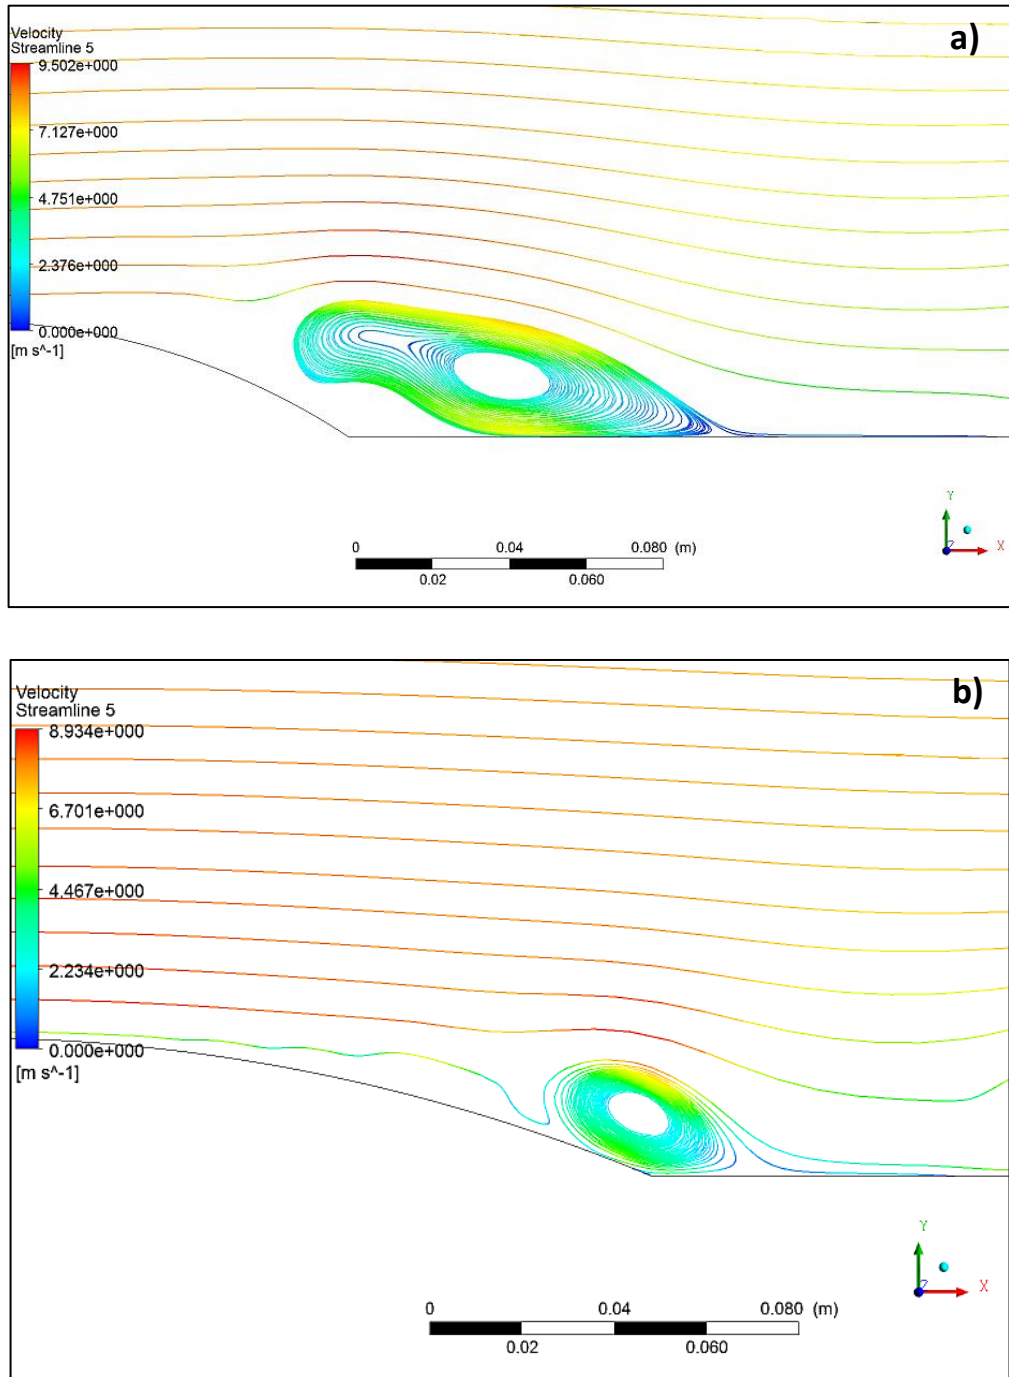 a)
Velocity
Streamline 5
9.502e+000
7.127e+000
4.751e+000
2.376e+000
0.000e+000
[m s^-1]
Y
Z
X
0 0.04 0.080 (m)
0.02 0.060
b)
Velocity
Streamline 5
8.934e+000
6.701e+000
4.467e+000
2.234e+000
0.000e+000
[m s^-1]
Y
Z
X
0 0.04 0.080 (m)
0.02 0.060